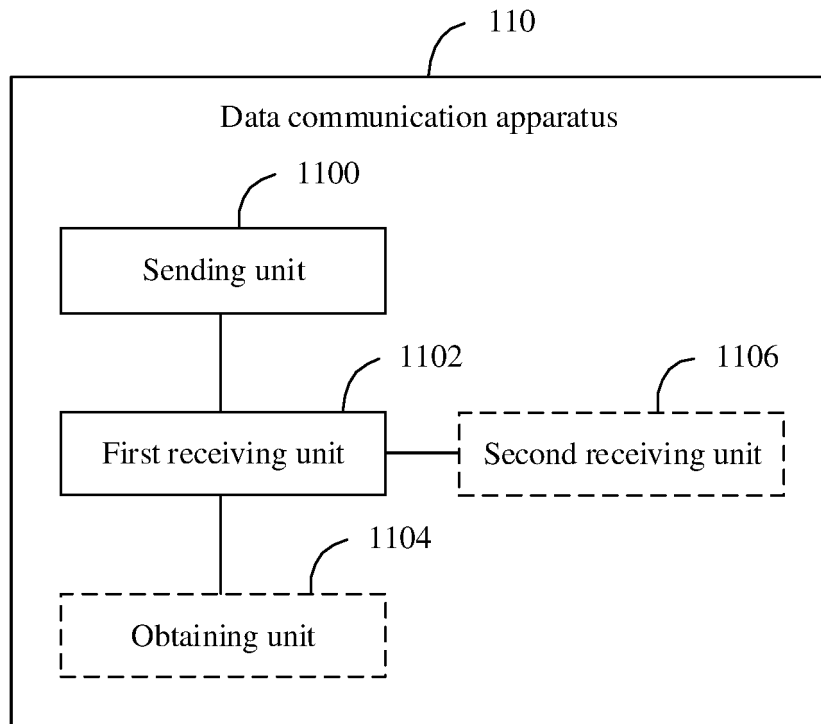 110
Data communication apparatus
1100
Sending unit
1102
1106
First receiving unit
Second receiving unit
1104
Obtaining unit